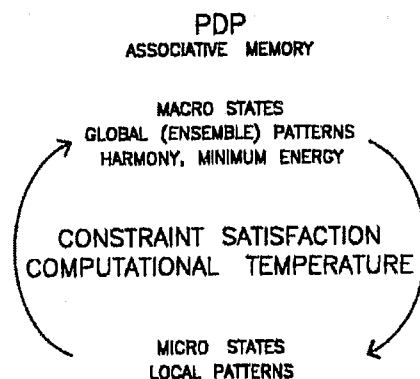 PDP
ASSOCIATIVE MEMORY
MACRO STATES
GLOBAL (ENSEMBLE) PATTERNS
HARMONY, MINIMUM ENERGY
CONSTRAINT SATISFACTION
COMPUTATIONAL TEMPERATURE
MICRO STATES
LOCAL PATTERNS